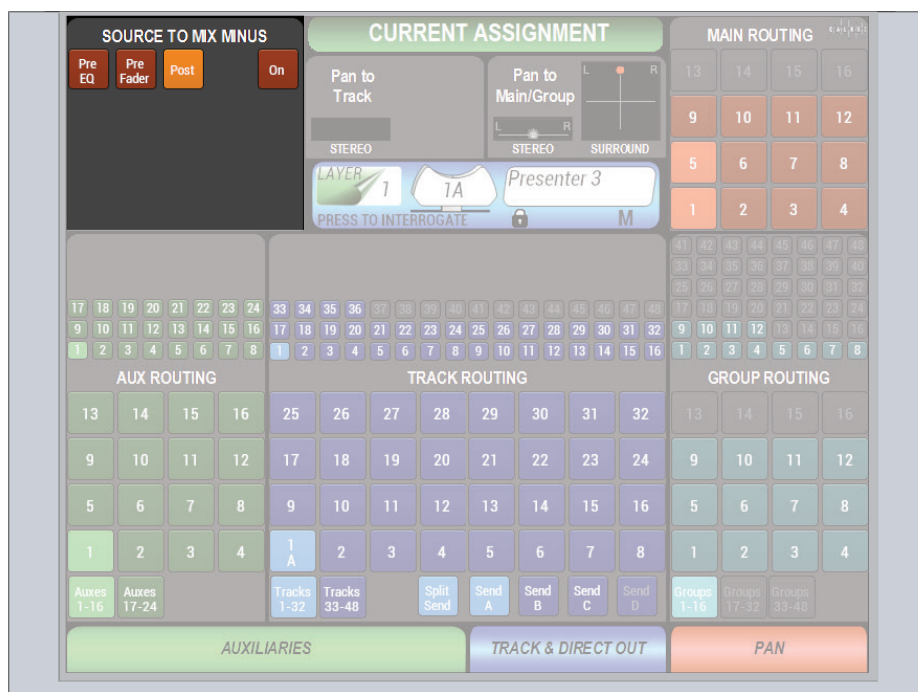 SOURCE TO MIX MINUS
Pre EQ
Pre Fader
Post
On
CURRENT ASSIGNMENT
Pan to Track
STEREO
Pan to Main/Group
L R
L R
STEREO SURROUND
LAYER 1
1A
Presenter 3
PRESS TO INTERROGATE
M
MAIN ROUTING
CALREC
13 14 15 16
9 10 11 12
5 6 7 8
1 2 3 4
17 18 19 20 21 22 23 24
9 10 11 12 13 14 15 16
1 2 3 4 5 6 7 8
AUX ROUTING
13 14 15 16
9 10 11 12
5 6 7 8
1 2 3 4
Auxes 1-16
Auxes 17-24
33 34 35 36 37 38 39 40 41 42 43 44 45 46 47 48
17 18 19 20 21 22 23 24 25 26 27 28 29 30 31 32
1 2 3 4 5 6 7 8 9 10 11 12 13 14 15 16
TRACK ROUTING
25 26 27 28 29 30 31 32
17 18 19 20 21 22 23 24
9 10 11 12 13 14 15 16
1 A 2 3 4 5 6 7 8
Tracks 1-32
Tracks 33-48
Split Send
Send A
Send B
Send C
Send D
41 42 43 44 45 46 47 48
33 34 35 36 37 38 39 40
25 26 27 28 29 30 31 32
17 18 19 20 21 22 23 24
9 10 11 12 13 14 15 16
1 2 3 4 5 6 7 8
GROUP ROUTING
13 14 15 16
9 10 11 12
5 6 7 8
1 2 3 4
Groups 1-16
Groups 17-32
Groups 33-48
AUXILIARIES
TRACK & DIRECT OUT
PAN